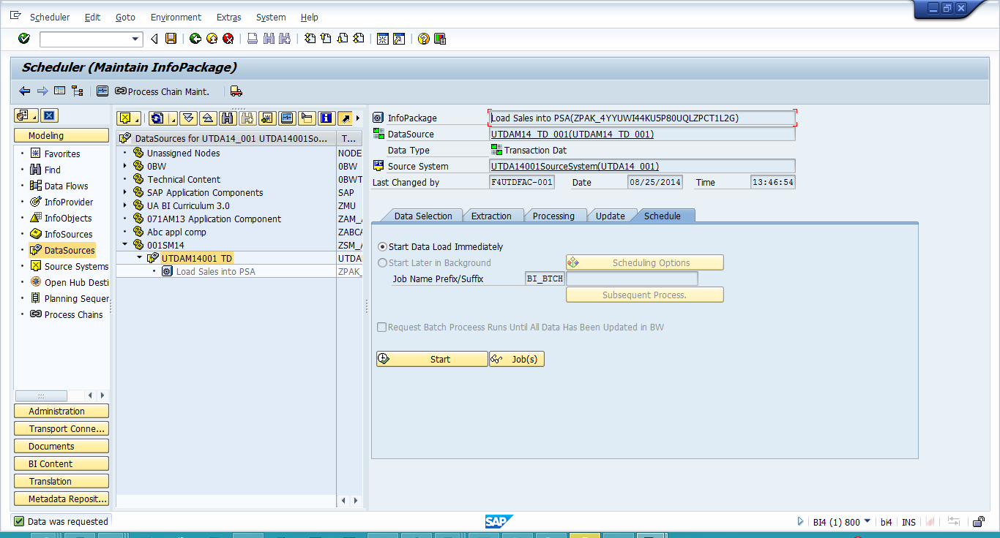 Scheduler Edit Goto Environment Extras System Help
Scheduler (Maintain InfoPackage)
Process Chain Maint.
Modeling
Favorites
Find
Data Flows
InfoProvider
InfoObjects
InfoSources
DataSources
Source Systems
Open Hub Desti
Planning Sequer
Process Chains
Administration
Transport Conne...
Documents
BI Content
Translation
Metadata Reposit...
DataSources for UTDA14_001 UTDA14001So... T...
Unassigned Nodes NODE
0BW 0BW
Technical Content 0BWT
SAP Application Components SAP
UA BI Curriculum 3.0 ZMU
071AM13 Application Component ZAM_
Abc appl comp ZABCA
001SM14 ZSM_
UTDAM14001 TD UTDA
Load Sales into PSA ZPAK_
InfoPackage Load Sales into PSA(ZPAK_4YYUWI44KU5P80UQLZPCT1L2G)
DataSource UTDAM14_TD_001(UTDAM14_TD_001)
Data Type Transaction Dat
Source System UTDA14001SourceSystem(UTDA14_001)
Last Changed by F4UTDFAC-001 Date 08/25/2014 Time 13:46:54
Data Selection Extraction Processing Update Schedule
Start Data Load Immediately
Start Later in Background Scheduling Options
Job Name Prefix/Suffix BI_BTCH
Subsequent Process.
Request Batch Proceess Runs Until All Data Has Been Updated in BW
Start Job(s)
Data was requested SAP BI4 (1) 800 bi4 INS